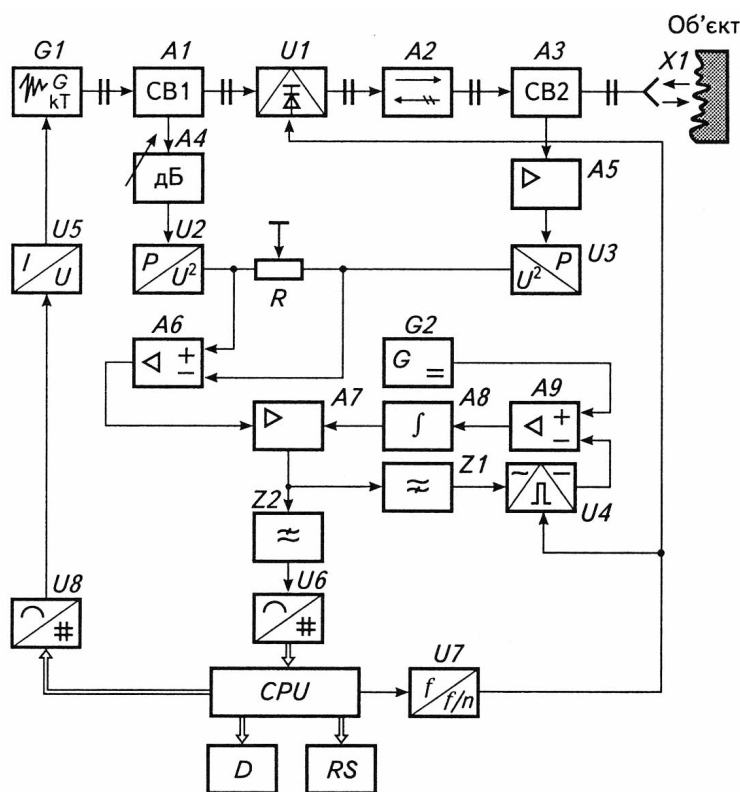 Об'єкт
G1
A1
U1
A2
A3
X1
G
kT
СВ1
СВ2
A4
дБ
A5
U5
U2
U3
I
U
P
U²
R
P
U²
A6
+
−
G2
G
=
A7
A8
∫
A9
+
−
Z1
~
−
U4
Z2
≈
≈
U8
#
U6
#
U7
CPU
f
f/n
D
RS